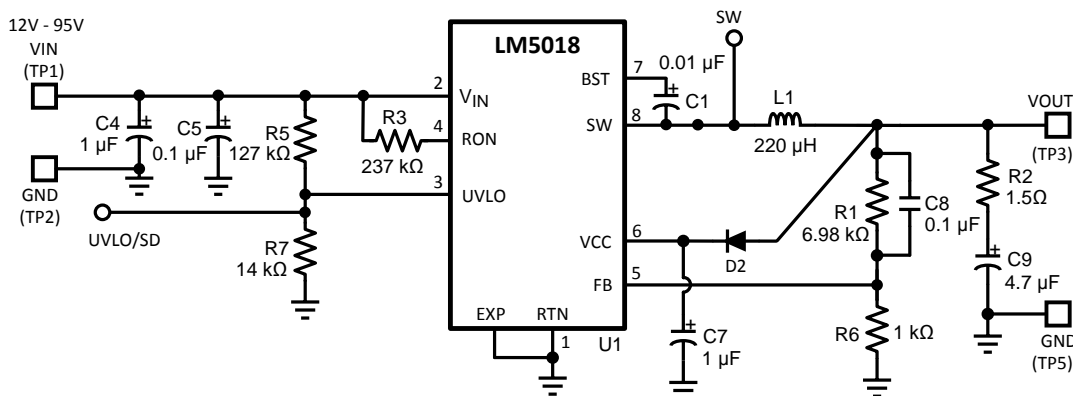 12V - 95V
VIN
(TP1)
GND
(TP2)
C4
+
1 µF
C5
+
0.1 µF
R5
127 kΩ
R3
237 kΩ
UVLO/SD
R7
14 kΩ
LM5018
2
VIN
4
RON
3
UVLO
BST
7
SW
8
VCC
6
FB
5
EXP
RTN
1
U1
0.01 µF
+
C1
SW
L1
220 µH
D2
+
C7
1 µF
R1
6.98 kΩ
C8
0.1 µF
R6
1 kΩ
VOUT
(TP3)
R2
1.5Ω
+
C9
4.7 µF
GND
(TP5)